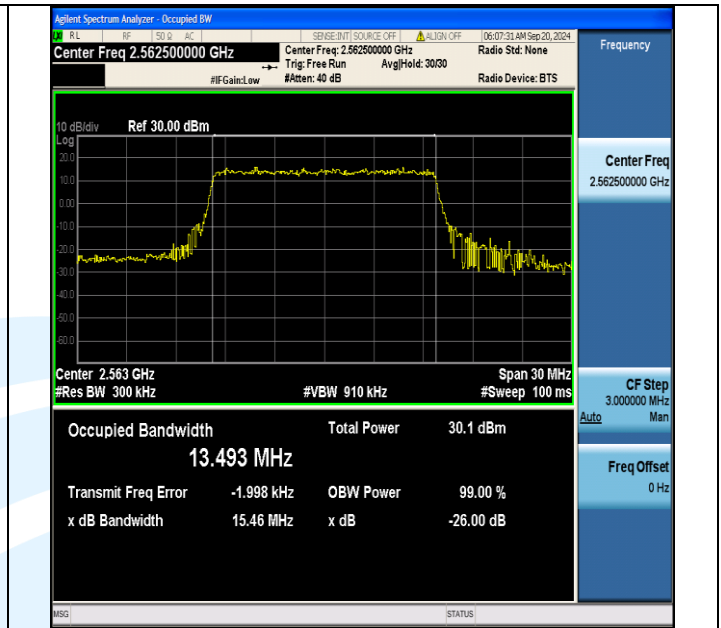 Agilent Spectrum Analyzer - Occupied BW
RL RF 50 Ω AC SENSE:INT SOURCE OFF ALIGN OFF 06:07:31 AM Sep 20, 2024
Center Freq 2.562500000 GHz
Center Freq: 2.562500000 GHz Radio Std: None
Trig: Free Run Avg|Hold: 30/30
#IFGain:Low #Atten: 40 dB Radio Device: BTS
Frequency
10 dB/div Ref 30.00 dBm
Log
20.0
10.0
0.00
-10.0
-20.0
-30.0
-40.0
-50.0
-60.0
Center Freq
2.562500000 GHz
Center 2.563 GHz Span 30 MHz
#Res BW 300 kHz #VBW 910 kHz #Sweep 100 ms
CF Step
3.000000 MHz
Auto Man
Occupied Bandwidth Total Power 30.1 dBm
13.493 MHz
Transmit Freq Error -1.998 kHz OBW Power 99.00 %
x dB Bandwidth 15.46 MHz x dB -26.00 dB
Freq Offset
0 Hz
MSG STATUS